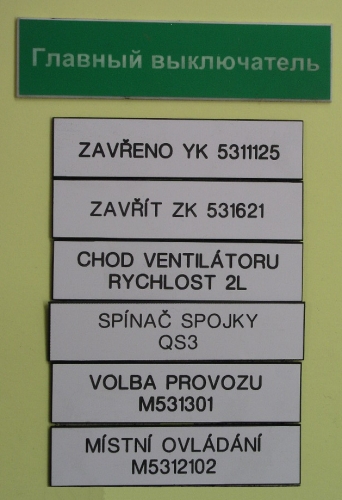 Главный выключатель
ZAVŘENO YK 5311125
ZAVŘÍT ZK 531621
CHOD VENTILÁTORU
RYCHLOST 2L
SPÍNAČ SPOJKY
QS3
VOLBA PROVOZU
M531301
MÍSTNÍ OVLÁDÁNÍ
M5312102